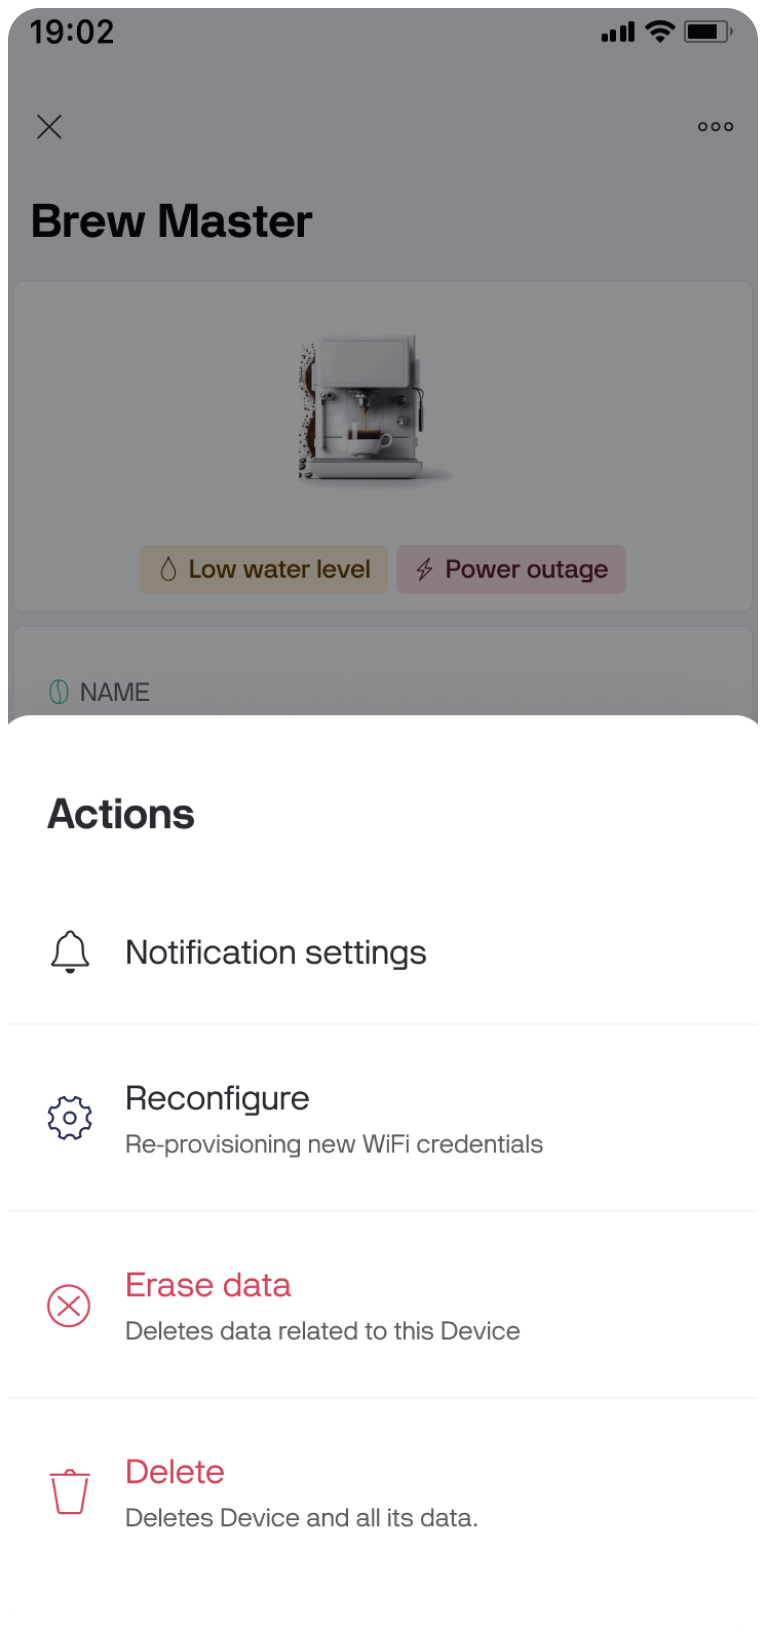 19:02
Brew Master
Low water level
Power outage
NAME
Actions
Notification settings
Reconfigure
Re-provisioning new WiFi credentials
Erase data
Deletes data related to this Device
Delete
Deletes Device and all its data.